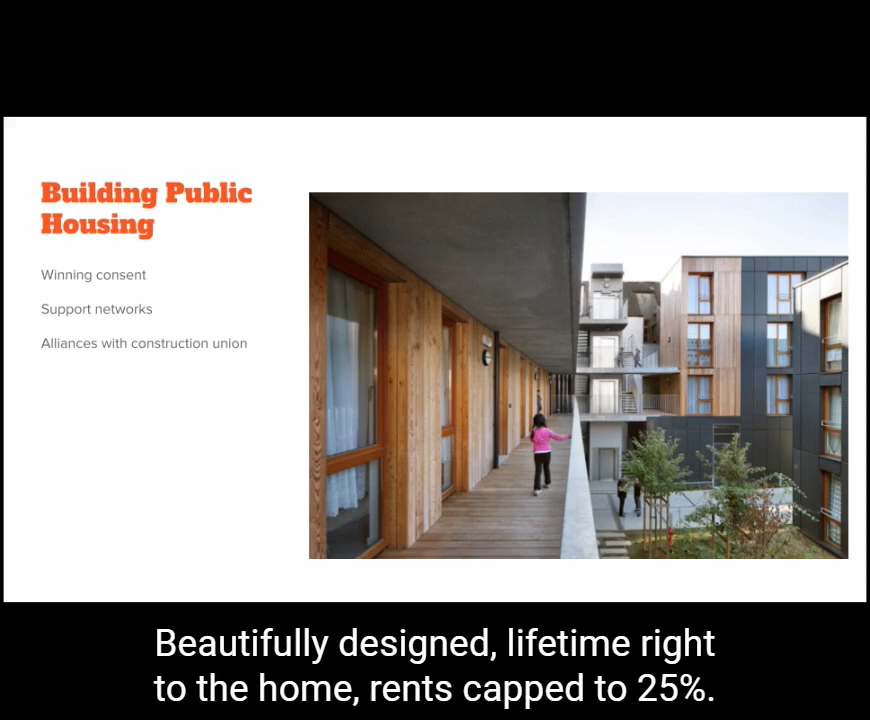 Building Public
Housing
Winning consent
Support networks
Alliances with construction union
Beautifully designed, lifetime right
to the home, rents capped to 25%.